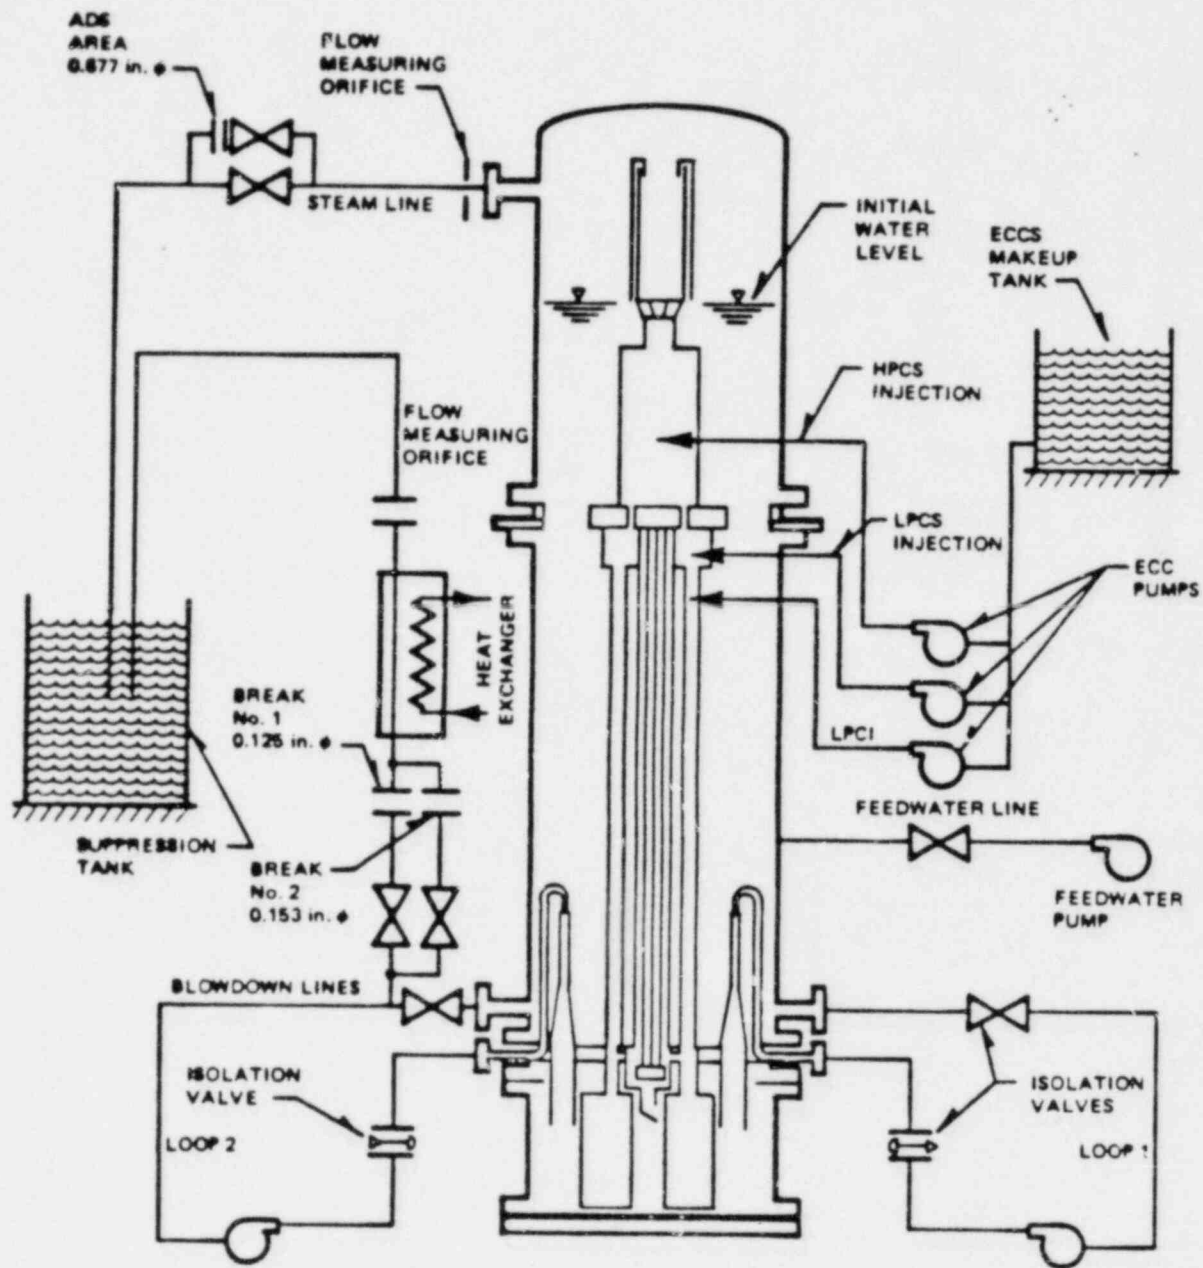 ADS
AREA
0.677 in. ϕ
FLOW
MEASURING
ORIFICE
STEAM LINE
INITIAL
WATER
LEVEL
ECCS
MAKEUP
TANK
HPCS
INJECTION
FLOW
MEASURING
ORIFICE
LPCS
INJECTION
ECC
PUMPS
HEAT
EXCHANGER
BREAK
No. 1
0.125 in. ϕ
LPCI
FEEDWATER LINE
SUPPRESSION
TANK
BREAK
No. 2
0.153 in. ϕ
FEEDWATER
PUMP
BLOWDOWN LINES
ISOLATION
VALVE
LOOP 2
ISOLATION
VALVES
LOOP 1